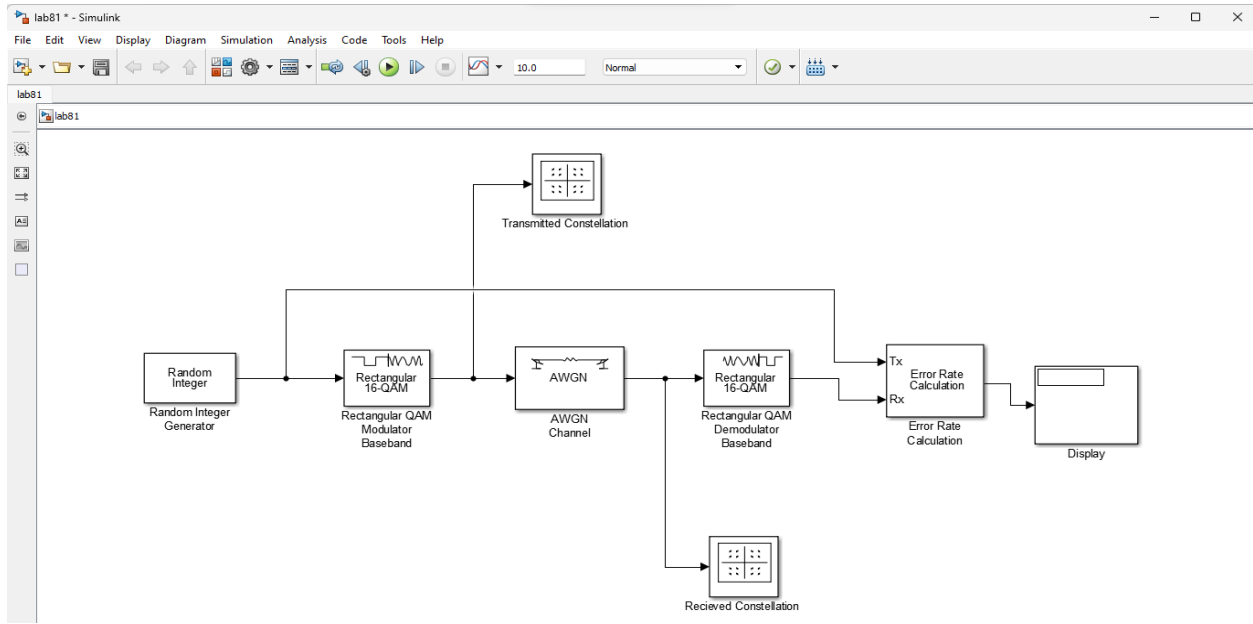 lab81 * - Simulink
File Edit View Display Diagram Simulation Analysis Code Tools Help
10.0 Normal
lab81
lab81
Transmitted Constellation
Random
Integer
Random Integer
Generator
Rectangular
16-QAM
Rectangular QAM
Modulator
Baseband
AWGN
AWGN
Channel
Rectangular
16-QAM
Rectangular QAM
Demodulator
Baseband
Tx
Error Rate
Calculation
Rx
Error Rate
Calculation
Display
Recieved Constellation